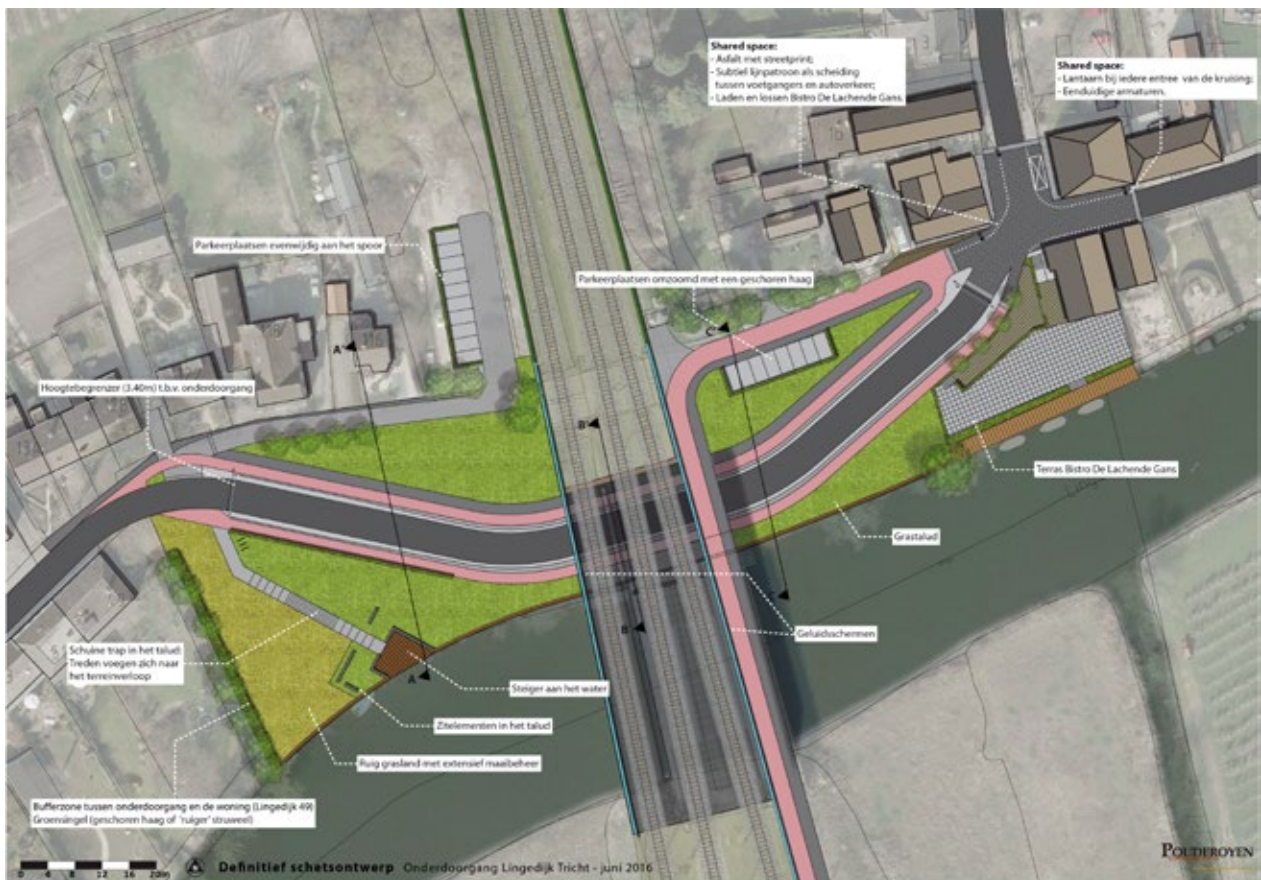 Shared space:
- Asfalt met streetprint;
- Subtiel lijnpatroon als scheiding
tussen voetgangers en autoverkeer;
- Laden en lossen Bistro De Lachende Gans.
Shared space:
- Lantaarn bij iedere entree van de kruising;
- Eenduidige armaturen.
Parkeerplaatsen evenwijdig aan het spoor
Parkeerplaatsen omzoomd met een geschoren haag
Hoogtebegrenzer (3.40m) t.b.v. onderdoorgang
Terras Bistro De Lachende Gans
Grastalud
Geluidsschermen
Schuine trap in het talud:
Treden voegen zich naar
het terreinverloop
Steiger aan het water
Zitelementen in het talud
Ruig grasland met extensief maaibeheer
Bufferzone tussen onderdoorgang en de woning (Lingedijk 49)
Groensingel (geschoren haag of 'ruiger' struweel)
A'
B'
C'
A
B
0 4 8 12 16 20m
Definitief schetsontwerp Onderdoorgang Lingedijk Tricht - juni 2016
POUDEROYEN